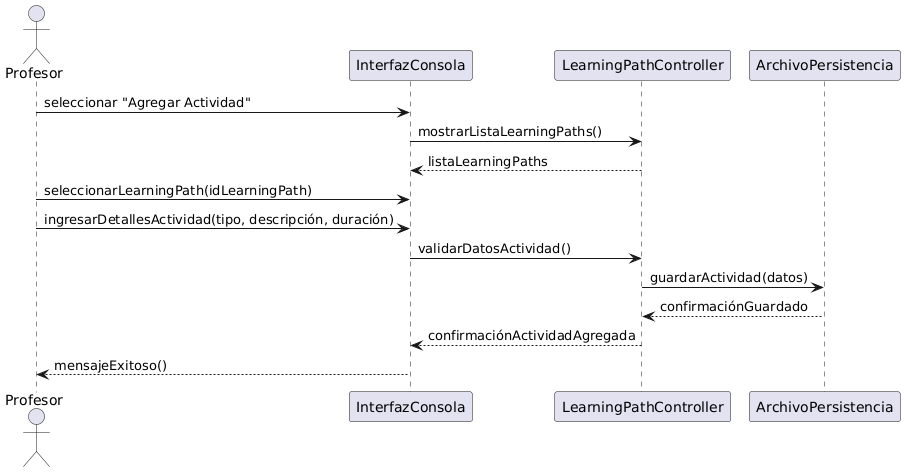 Profesor
InterfazConsola
LearningPathController
ArchivoPersistencia
seleccionar "Agregar Actividad"
mostrarListaLearningPaths()
listaLearningPaths
seleccionarLearningPath(idLearningPath)
ingresarDetallesActividad(tipo, descripción, duración)
validarDatosActividad()
guardarActividad(datos)
confirmaciónGuardado
confirmaciónActividadAgregada
mensajeExitoso()
Profesor
InterfazConsola
LearningPathController
ArchivoPersistencia